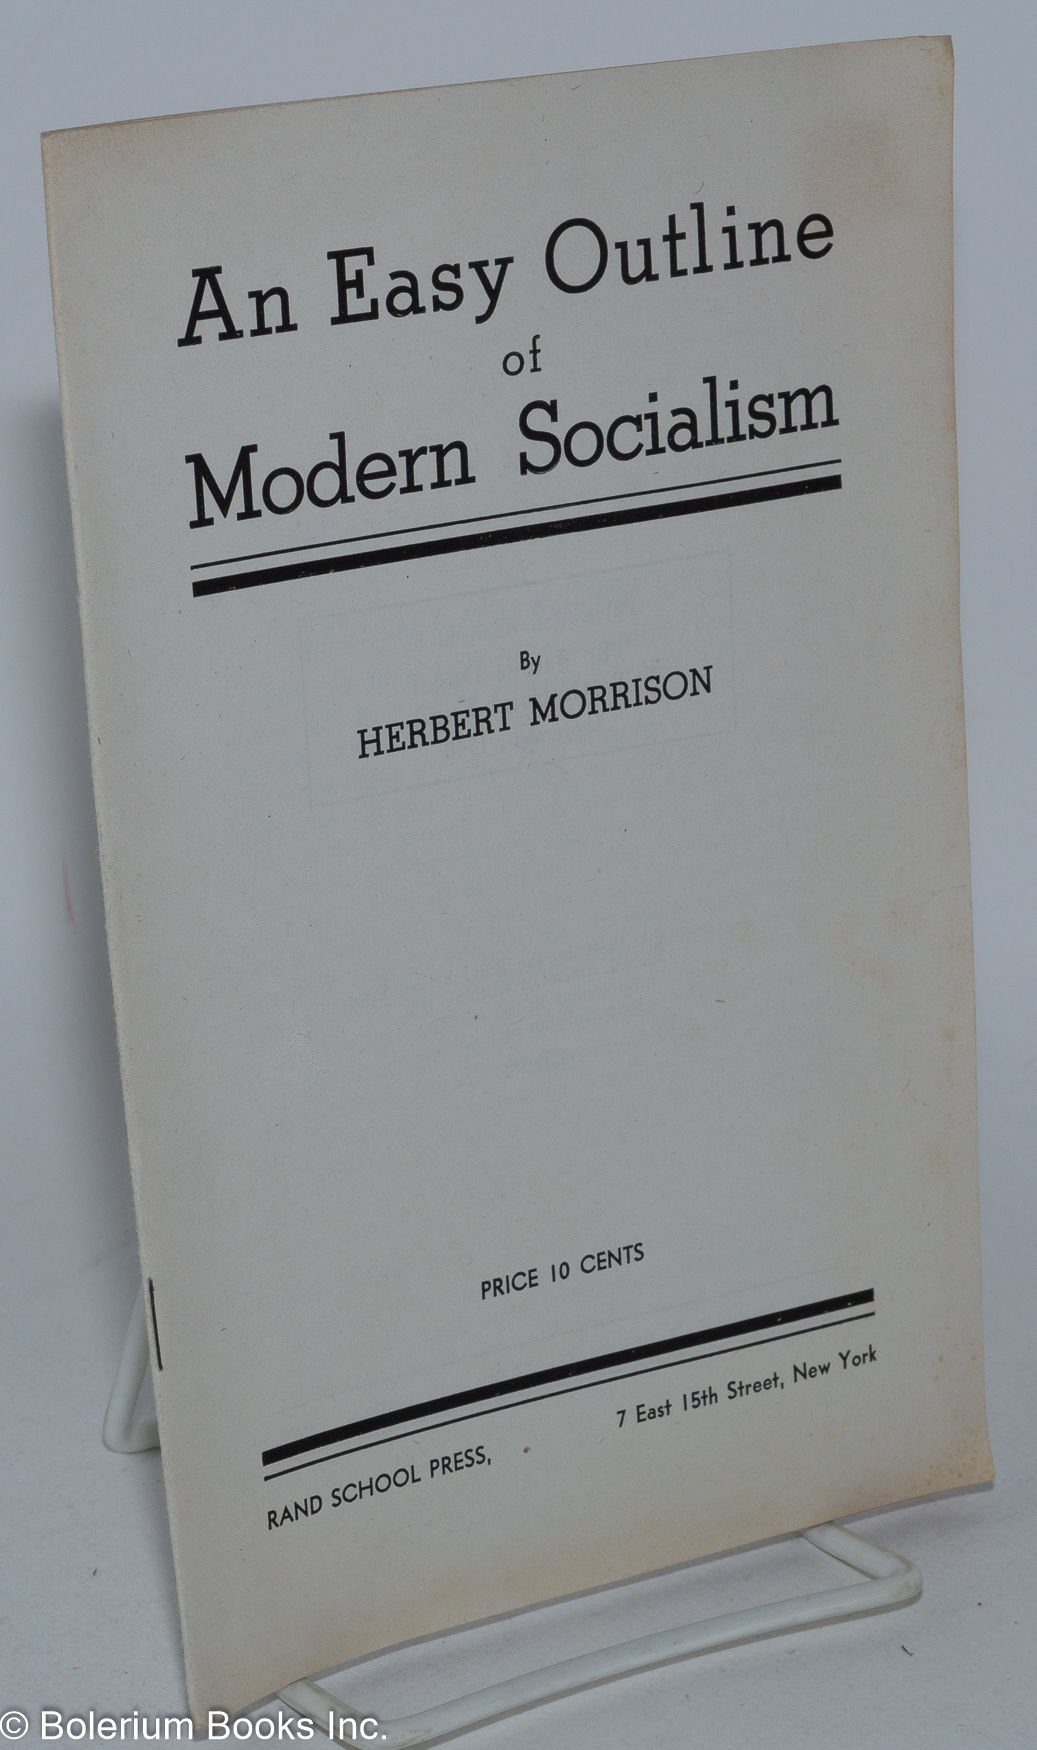 An Easy Outline
of
Modern Socialism
By
HERBERT MORRISON
PRICE 10 CENTS
RAND SCHOOL PRESS, 7 East 15th Street, New York
© Bolerium Books Inc.